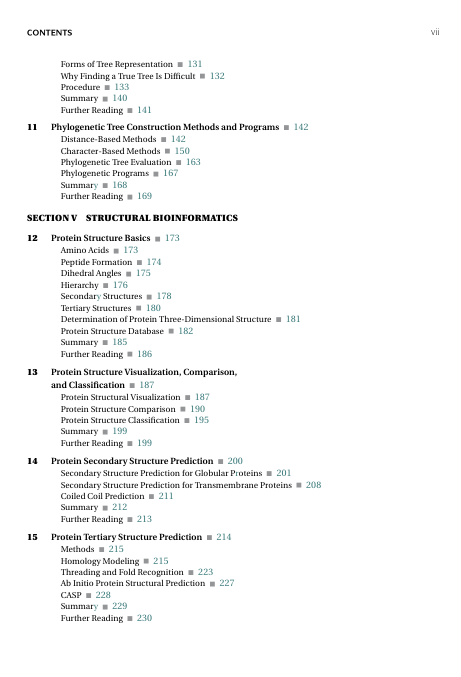 CONTENTS vii
Forms of Tree Representation ■ 131
Why Finding a True Tree Is Difficult ■ 132
Procedure ■ 133
Summary ■ 140
Further Reading ■ 141
11 Phylogenetic Tree Construction Methods and Programs ■ 142
Distance-Based Methods ■ 142
Character-Based Methods ■ 150
Phylogenetic Tree Evaluation ■ 163
Phylogenetic Programs ■ 167
Summary ■ 168
Further Reading ■ 169
SECTION V STRUCTURAL BIOINFORMATICS
12 Protein Structure Basics ■ 173
Amino Acids ■ 173
Peptide Formation ■ 174
Dihedral Angles ■ 175
Hierarchy ■ 176
Secondary Structures ■ 178
Tertiary Structures ■ 180
Determination of Protein Three-Dimensional Structure ■ 181
Protein Structure Database ■ 182
Summary ■ 185
Further Reading ■ 186
13 Protein Structure Visualization, Comparison,
and Classification ■ 187
Protein Structural Visualization ■ 187
Protein Structure Comparison ■ 190
Protein Structure Classification ■ 195
Summary ■ 199
Further Reading ■ 199
14 Protein Secondary Structure Prediction ■ 200
Secondary Structure Prediction for Globular Proteins ■ 201
Secondary Structure Prediction for Transmembrane Proteins ■ 208
Coiled Coil Prediction ■ 211
Summary ■ 212
Further Reading ■ 213
15 Protein Tertiary Structure Prediction ■ 214
Methods ■ 215
Homology Modeling ■ 215
Threading and Fold Recognition ■ 223
Ab Initio Protein Structural Prediction ■ 227
CASP ■ 228
Summary ■ 229
Further Reading ■ 230